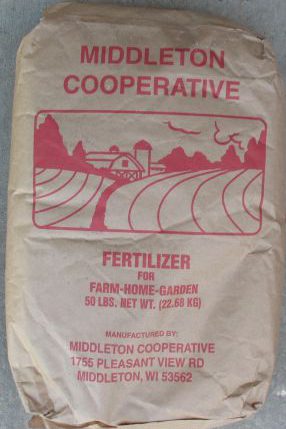 MIDDLETON
COOPERATIVE
FERTILIZER
FOR
FARM-HOME-GARDEN
50 LBS. NET WT. (22.68 KG)
MANUFACTURED BY:
MIDDLETON COOPERATIVE
1755 PLEASANT VIEW RD
MIDDLETON, WI 53562